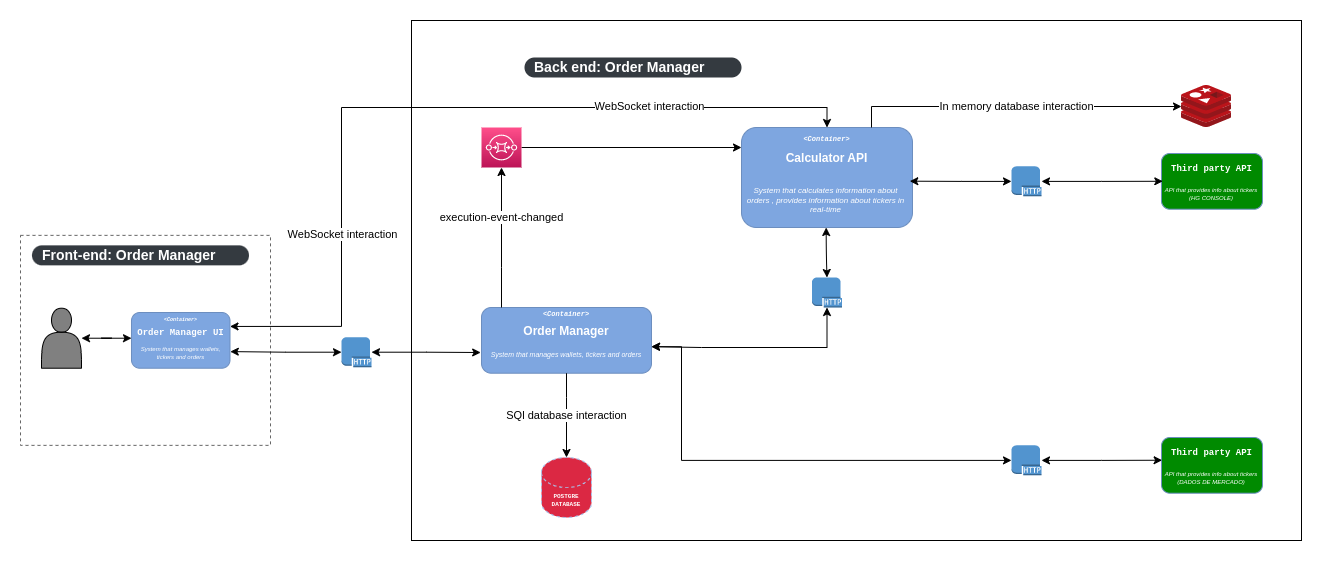 Back end: Order Manager
WebSocket interaction
In memory database interaction
<Container>
Calculator API
System that calculates information about
orders , provides information about tickers in
real-time
HTTP
Third party API
API that provides info about tickers
(HG CONSOLE)
execution-event-changed
WebSocket interaction
Front-end: Order Manager
<Container>
Order Manager UI
System that manages wallets,
tickers and orders
HTTP
<Container>
Order Manager
System that manages wallets, tickers and orders
HTTP
SQl database interaction
POSTGRE
DATABASE
HTTP
Third party API
API that provides info about tickers
(DADOS DE MERCADO)